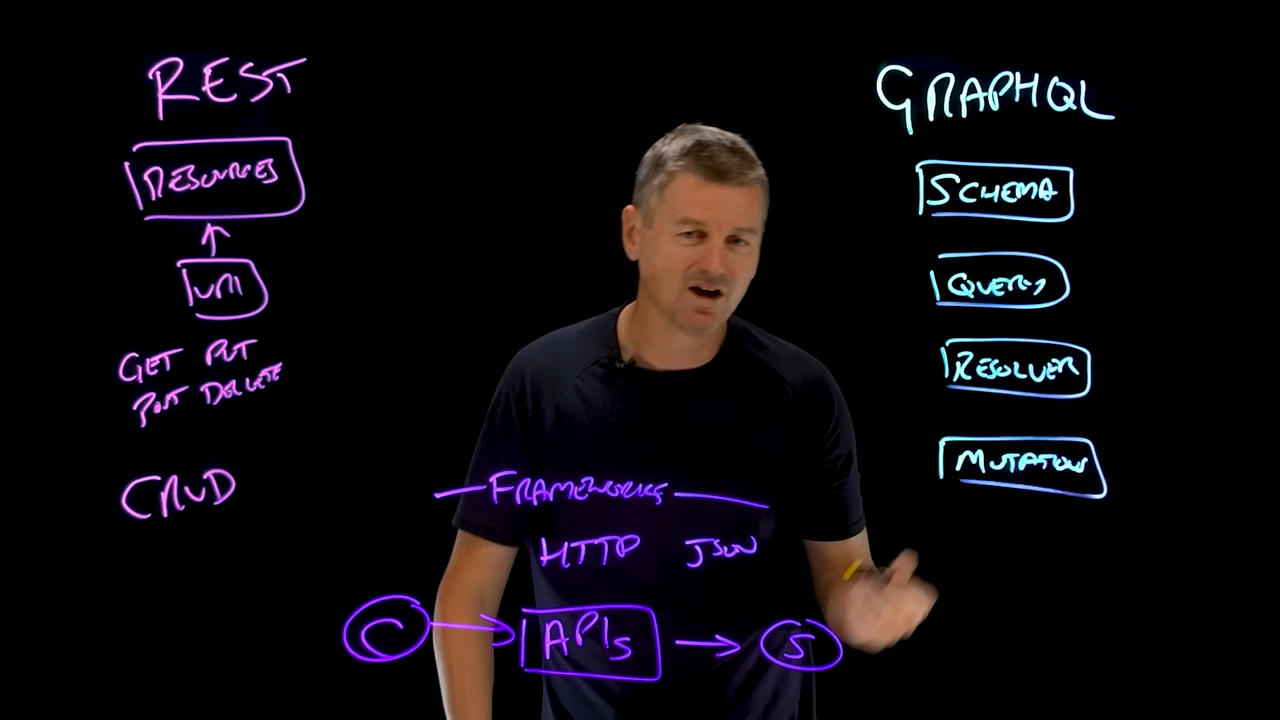 REST
RESOURCES
URI
GET PUT
POST DELETE
CRUD
GRAPHQL
SCHEMA
QUERY
RESOLVER
MUTATION
FRAMEWORKS
HTTP JSON
C
APIs
S